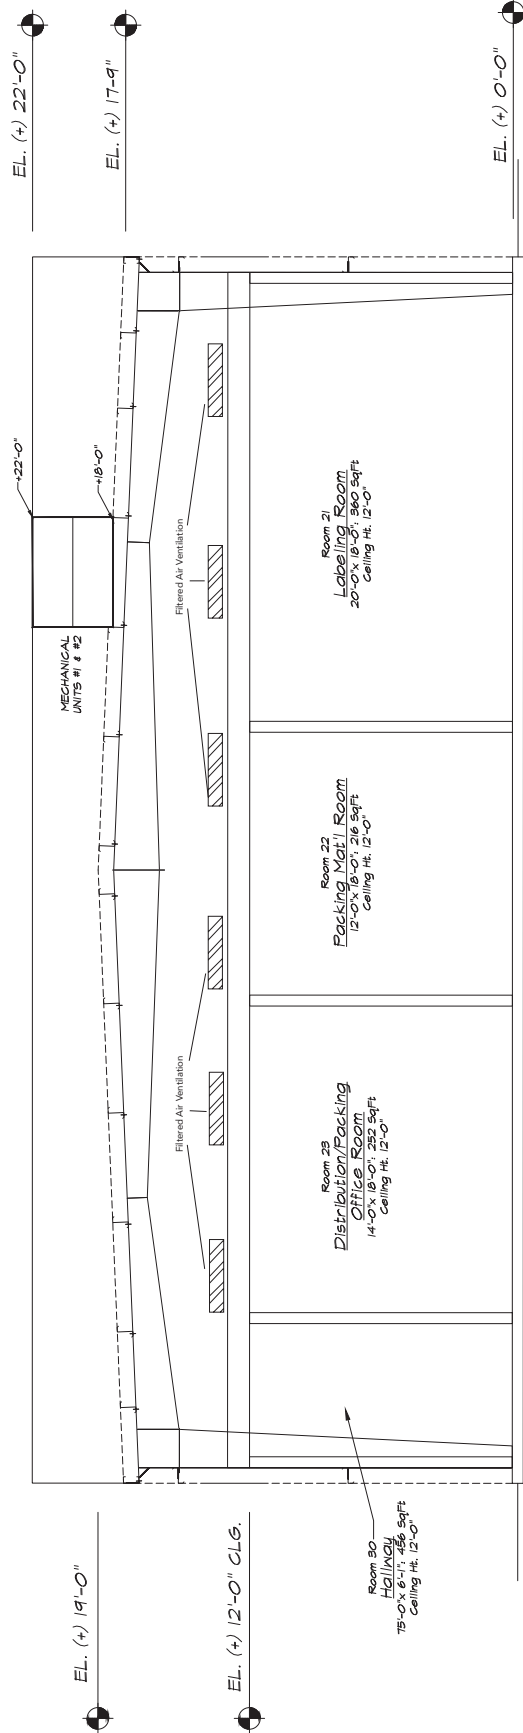 EL. (+) 22'-0"
EL. (+) 17'-9"
EL. (+) 0'-0"
+22'-0"
+18'-0"
MECHANICAL
UNITS #1 & #2
Filtered Air Ventilation
Filtered Air Ventilation
Room 21
Labeling Room
20'-0"x 18'-0": 360 SqFt
Ceiling Ht. 12'-0"
Room 22
Packing Mat'l Room
12'-0"x 18'-0": 216 SqFt
Ceiling Ht. 12'-0"
Room 23
Distribution/Packing
Office Room
14'-0"x 18'-0": 252 SqFt
Ceiling Ht. 12'-0"
Room 30
Hallway
75'-0"x 6'-1": 456 SqFt
Ceiling Ht. 12'-0"
EL. (+) 19'-0"
EL. (+) 12'-0" CLG.